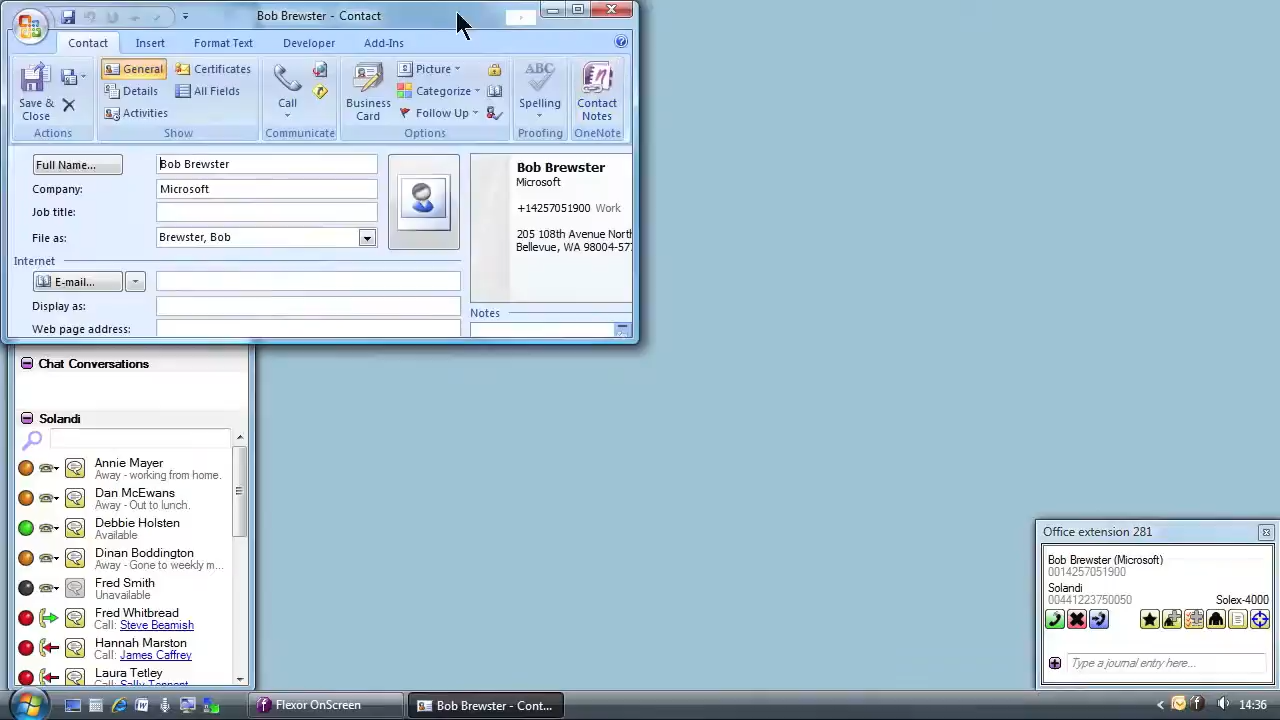 Bob Brewster - Contact
Contact Insert Format Text Developer Add-Ins
General Certificates Picture
Save & Close
Details All Fields Call Business Card Categorize ABC Spelling Contact Notes
Activities Follow Up
Actions Show Communicate Options Proofing OneNote
Full Name... Bob Brewster
Company: Microsoft
Job title:
File as: Brewster, Bob
Internet
E-mail...
Display as:
Web page address:
Bob Brewster
Microsoft
+14257051900 Work
205 108th Avenue North
Bellevue, WA 98004-577
Notes
Chat Conversations
Solandi
Annie Mayer
Away - working from home.
Dan McEwans
Away - Out to lunch.
Debbie Holsten
Available
Dinan Boddington
Away - Gone to weekly m...
Fred Smith
Unavailable
Fred Whitbread
Call: Steve Beamish
Hannah Marston
Call: James Caffrey
Laura Tetley
Call: Sally Tennant
Office extension 281
Bob Brewster (Microsoft)
0014257051900
Solandi
00441223750050 Solex-4000
Type a journal entry here...
Flexor OnScreen Bob Brewster - Cont... 14:36